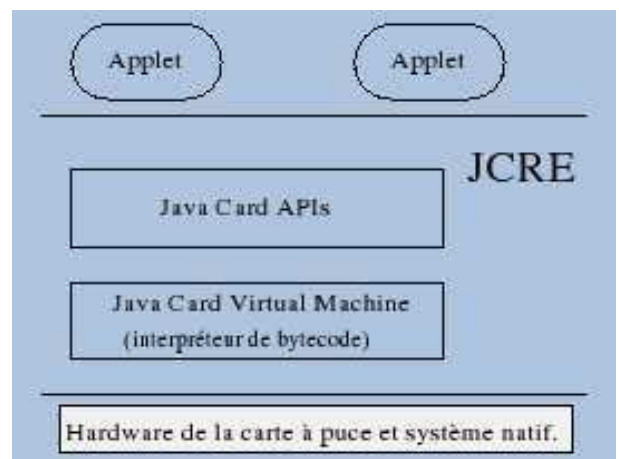 Applet
Applet
JCRE
Java Card APIs
Java Card Virtual Machine
(interpréteur de bytecode)
Hardware de la carte à puce et système natif.